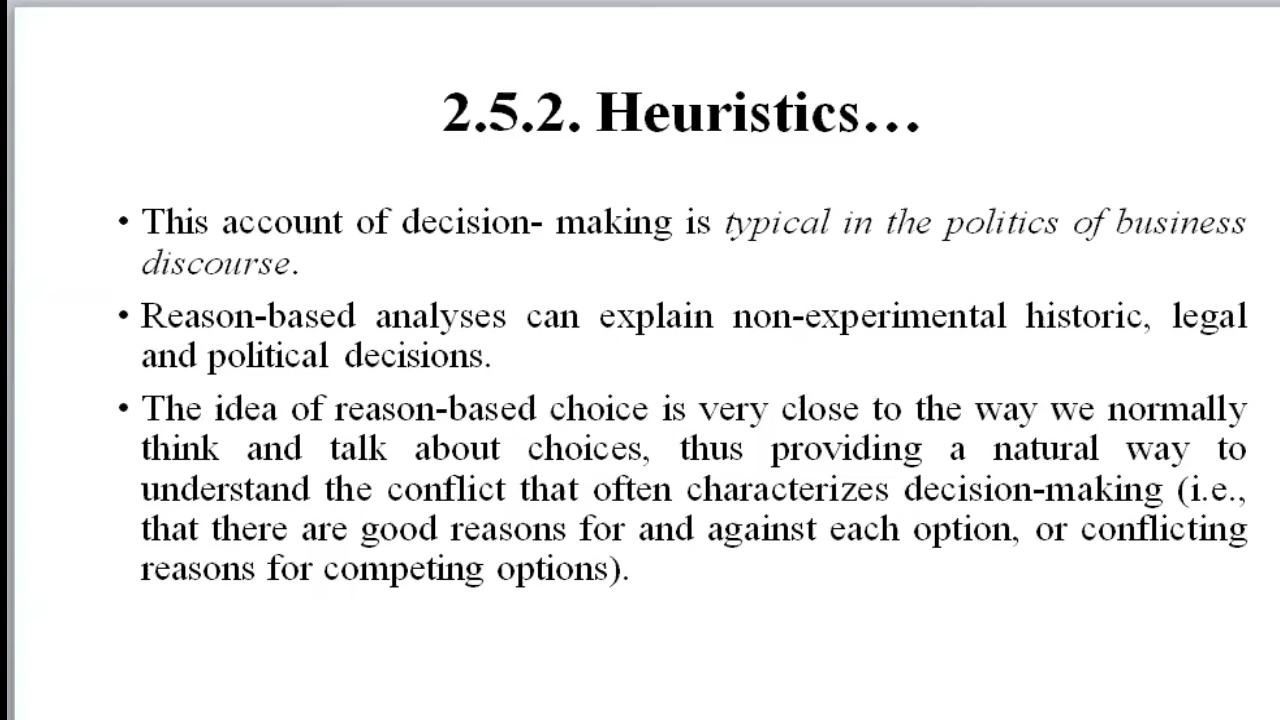 2.5.2. Heuristics…
• This account of decision- making is typical in the politics of business
discourse.
• Reason-based analyses can explain non-experimental historic, legal
and political decisions.
• The idea of reason-based choice is very close to the way we normally
think and talk about choices, thus providing a natural way to
understand the conflict that often characterizes decision-making (i.e.,
that there are good reasons for and against each option, or conflicting
reasons for competing options).